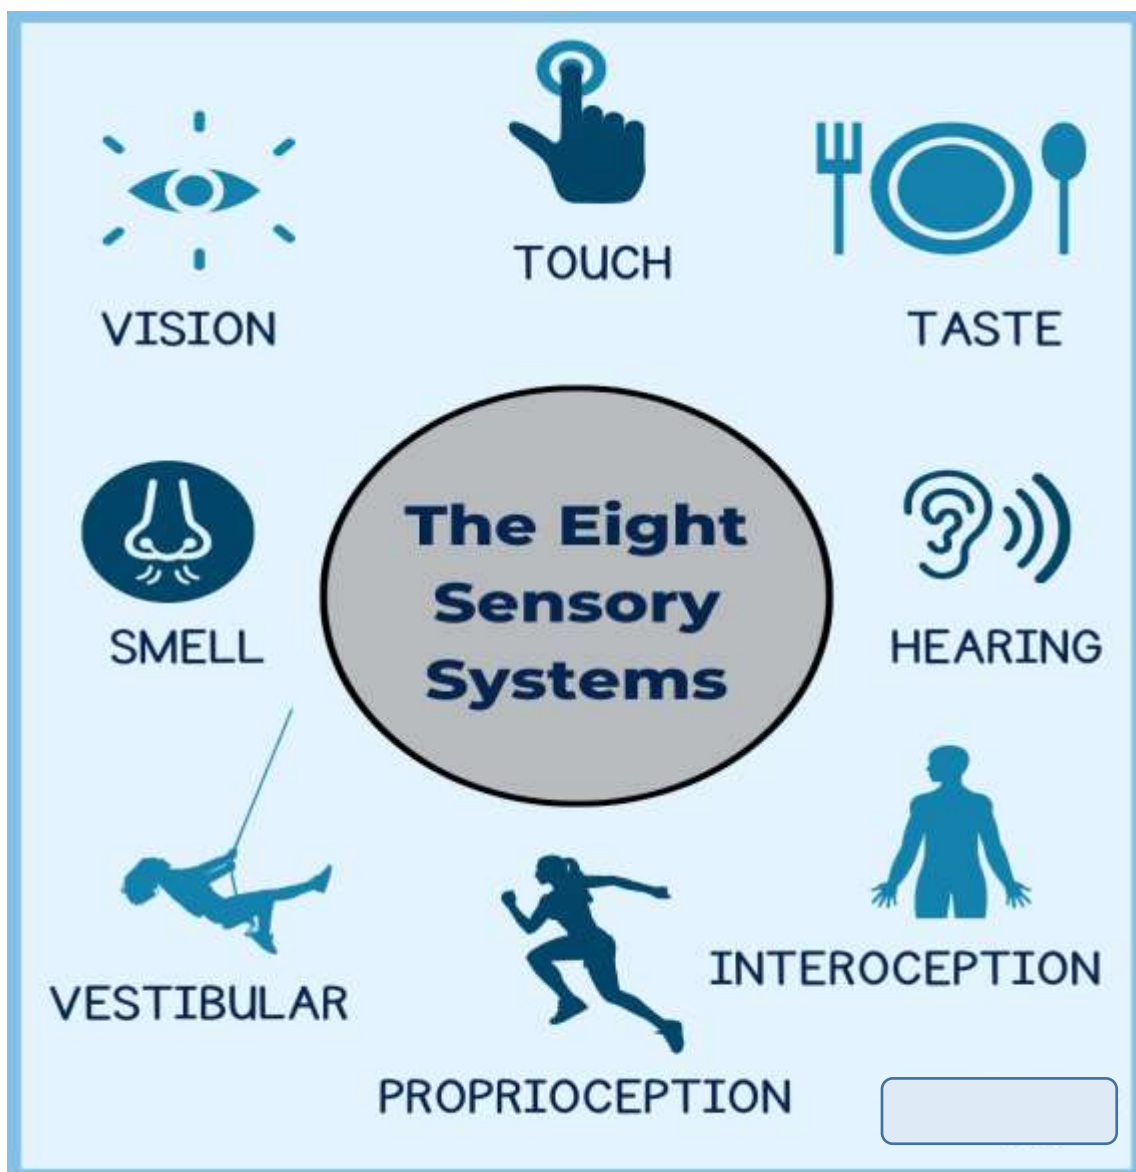 TOUCH
VISION
TASTE
The Eight
Sensory
Systems
SMELL
HEARING
INTEROCEPTION
VESTIBULAR
PROPRIOCEPTION